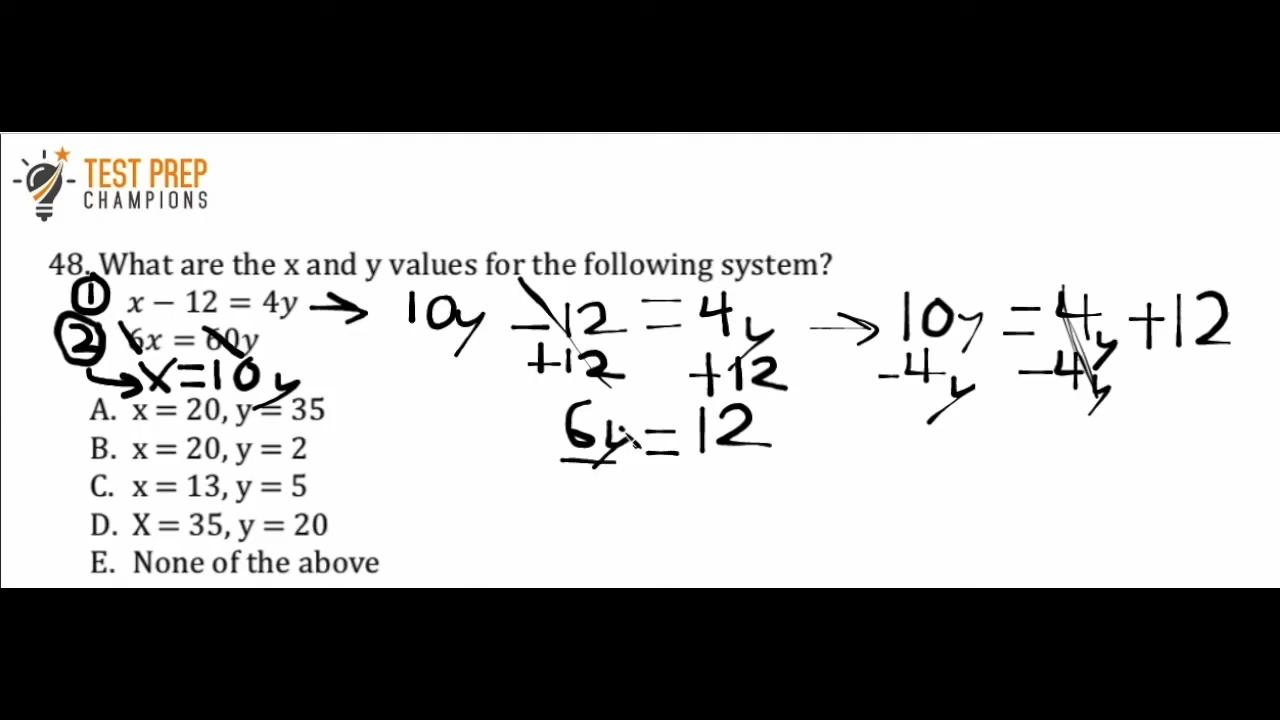 TEST PREP
CHAMPIONS
48. What are the x and y values for the following system?
① x − 12 = 4y → 10y − 12 = 4y → 10y = 4y + 12
② 6x = 60y
+12 +12 −4y −4y
x = 10y
6y = 12
A. x = 20, y = 35
B. x = 20, y = 2
C. x = 13, y = 5
D. X = 35, y = 20
E. None of the above